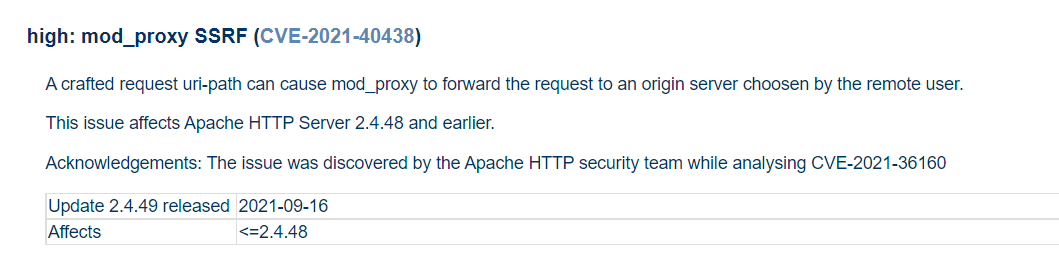 high: mod_proxy SSRF (CVE-2021-40438)
A crafted request uri-path can cause mod_proxy to forward the request to an origin server choosen by the remote user.
This issue affects Apache HTTP Server 2.4.48 and earlier.
Acknowledgements: The issue was discovered by the Apache HTTP security team while analysing CVE-2021-36160
Update 2.4.49 released 2021-09-16
Affects <=2.4.48